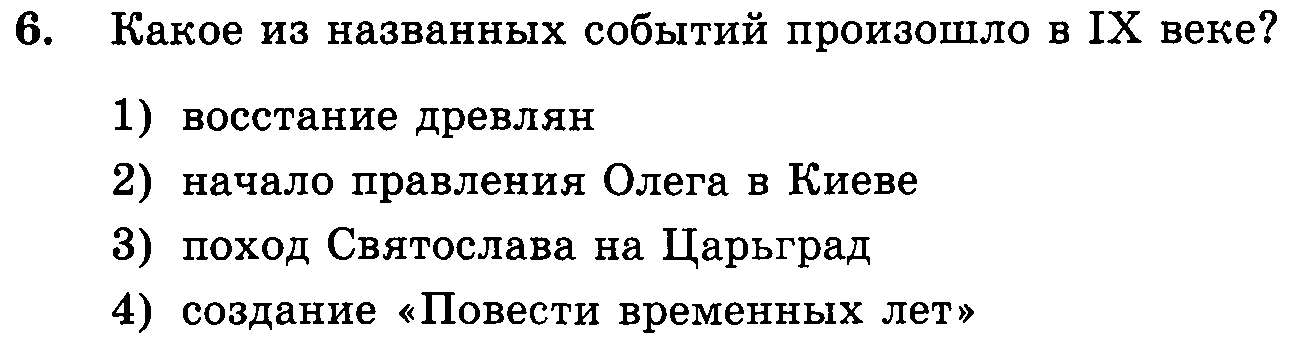 6. Какое из названных событий произошло в IX веке?
1) восстание древлян
2) начало правления Олега в Киеве
3) поход Святослава на Царьград
4) создание «Повести временных лет»